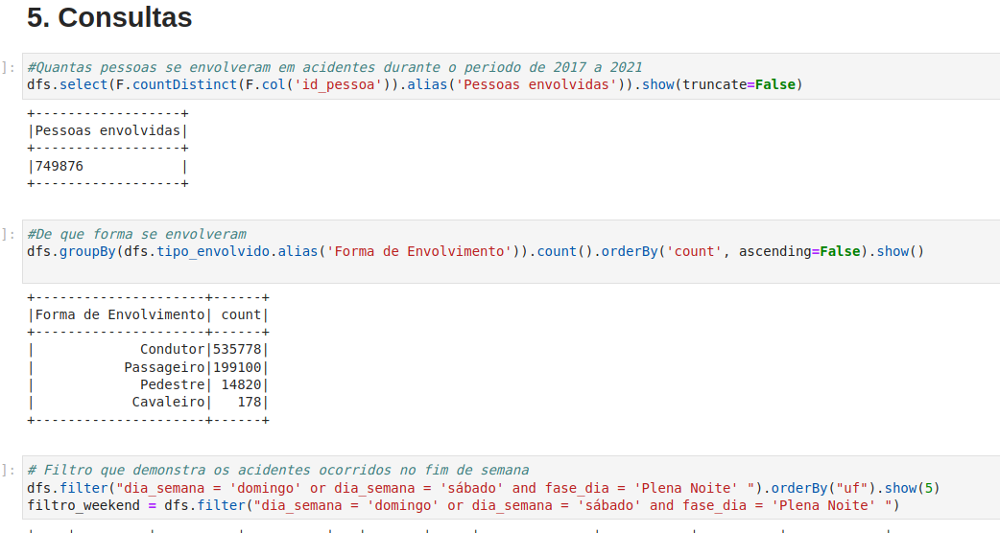 5. Consultas
]: #Quantas pessoas se envolveram em acidentes durante o periodo de 2017 a 2021
dfs.select(F.countDistinct(F.col('id_pessoa')).alias('Pessoas envolvidas')).show(truncate=False)
+------------------+
|Pessoas envolvidas|
+------------------+
|749876            |
+------------------+
]: #De que forma se envolveram
dfs.groupBy(dfs.tipo_envolvido.alias('Forma de Envolvimento')).count().orderBy('count', ascending=False).show()
+---------------------+------+
|Forma de Envolvimento| count|
+---------------------+------+
|             Condutor|535778|
|           Passageiro|199100|
|             Pedestre| 14820|
|            Cavaleiro|   178|
+---------------------+------+
]: # Filtro que demonstra os acidentes ocorridos no fim de semana
dfs.filter("dia_semana = 'domingo' or dia_semana = 'sábado' and fase_dia = 'Plena Noite' ").orderBy("uf").show(5)
filtro_weekend = dfs.filter("dia_semana = 'domingo' or dia_semana = 'sábado' and fase_dia = 'Plena Noite' ")